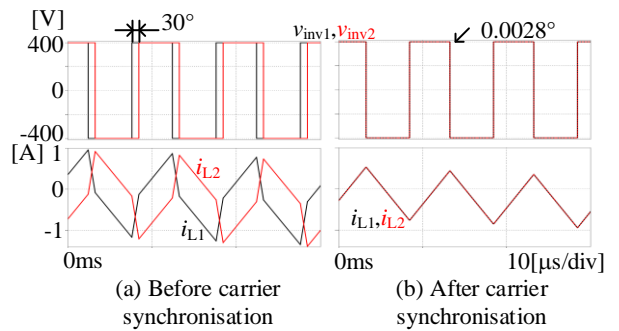 [V]
30°
v_inv1,v_inv2
0.0028°
400
0
-400
[A]
1
0
-1
i_L2
i_L1
i_L1,i_L2
0ms
0ms
10[μs/div]
(a) Before carrier
synchronisation
(b) After carrier
synchronisation